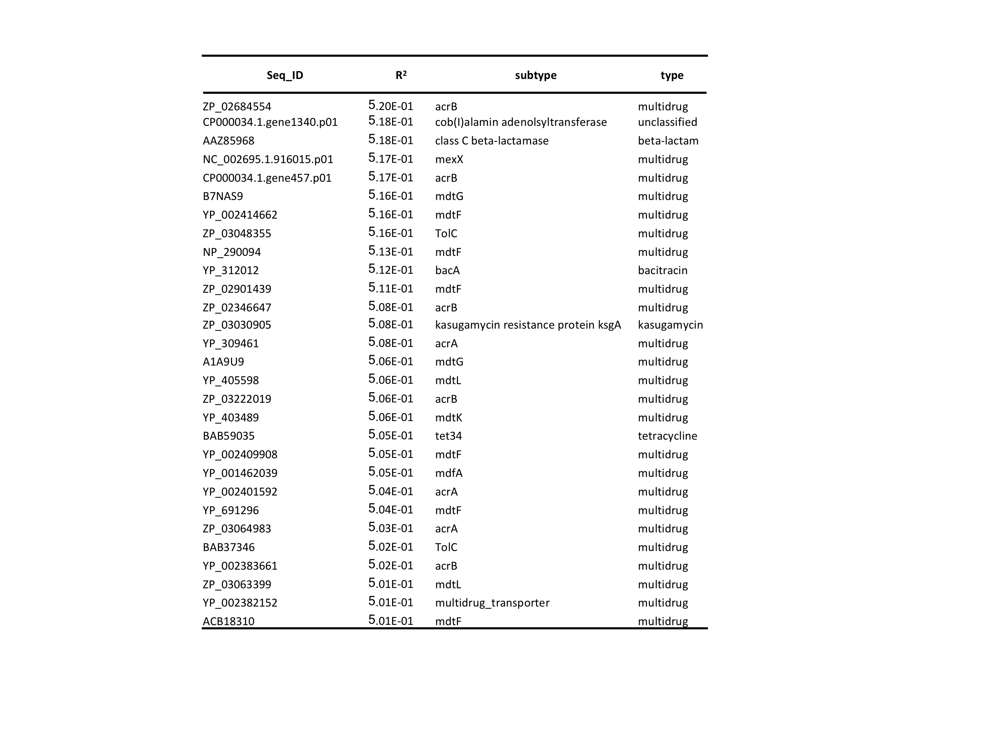 Seq_ID R² subtype type
ZP_02684554 5.20E-01 acrB multidrug
CP000034.1.gene1340.p01 5.18E-01 cob(I)alamin adenolsyltransferase unclassified
AAZ85968 5.18E-01 class C beta-lactamase beta-lactam
NC_002695.1.916015.p01 5.17E-01 mexX multidrug
CP000034.1.gene457.p01 5.17E-01 acrB multidrug
B7NAS9 5.16E-01 mdtG multidrug
YP_002414662 5.16E-01 mdtF multidrug
ZP_03048355 5.16E-01 TolC multidrug
NP_290094 5.13E-01 mdtF multidrug
YP_312012 5.12E-01 bacA bacitracin
ZP_02901439 5.11E-01 mdtF multidrug
ZP_02346647 5.08E-01 acrB multidrug
ZP_03030905 5.08E-01 kasugamycin resistance protein ksgA kasugamycin
YP_309461 5.08E-01 acrA multidrug
A1A9U9 5.06E-01 mdtG multidrug
YP_405598 5.06E-01 mdtL multidrug
ZP_03222019 5.06E-01 acrB multidrug
YP_403489 5.06E-01 mdtK multidrug
BAB59035 5.05E-01 tet34 tetracycline
YP_002409908 5.05E-01 mdtF multidrug
YP_001462039 5.05E-01 mdfA multidrug
YP_002401592 5.04E-01 acrA multidrug
YP_691296 5.04E-01 mdtF multidrug
ZP_03064983 5.03E-01 acrA multidrug
BAB37346 5.02E-01 TolC multidrug
YP_002383661 5.02E-01 acrB multidrug
ZP_03063399 5.01E-01 mdtL multidrug
YP_002382152 5.01E-01 multidrug_transporter multidrug
ACB18310 5.01E-01 mdtF multidrug